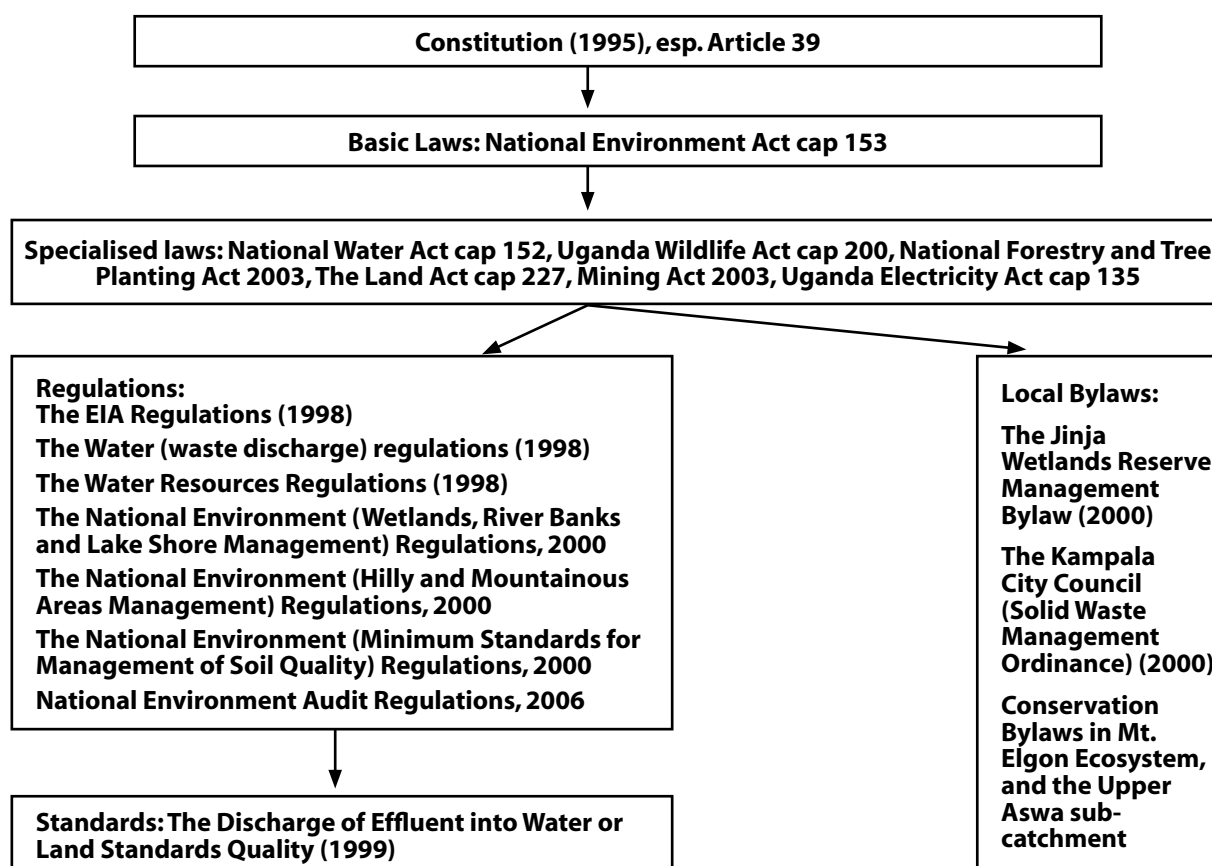 Constitution (1995), esp. Article 39
Basic Laws: National Environment Act cap 153
Specialised laws: National Water Act cap 152, Uganda Wildlife Act cap 200, National Forestry and Tree
Planting Act 2003, The Land Act cap 227, Mining Act 2003, Uganda Electricity Act cap 135
Regulations:
The EIA Regulations (1998)
The Water (waste discharge) regulations (1998)
The Water Resources Regulations (1998)
The National Environment (Wetlands, River Banks
and Lake Shore Management) Regulations, 2000
The National Environment (Hilly and Mountainous
Areas Management) Regulations, 2000
The National Environment (Minimum Standards for
Management of Soil Quality) Regulations, 2000
National Environment Audit Regulations, 2006
Standards: The Discharge of Effluent into Water or
Land Standards Quality (1999)
Local Bylaws:
The Jinja
Wetlands Reserve
Management
Bylaw (2000)
The Kampala
City Council
(Solid Waste
Management
Ordinance) (2000)
Conservation
Bylaws in Mt.
Elgon Ecosystem,
and the Upper
Aswa sub-
catchment